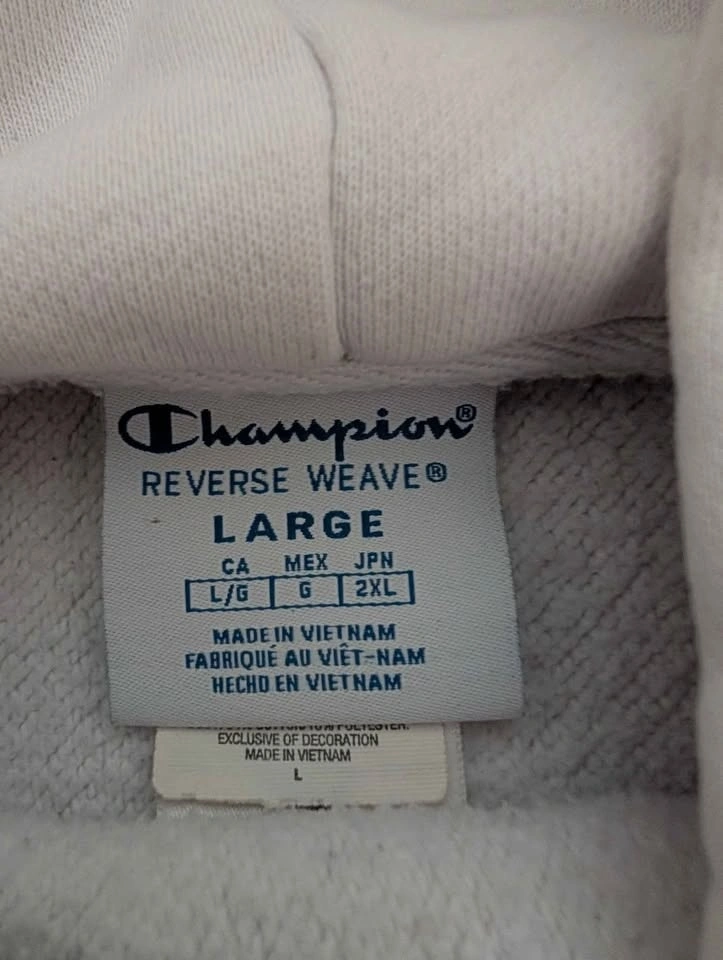 Champion®
REVERSE WEAVE®
LARGE
CA MEX JPN
L/G G 2XL
MADE IN VIETNAM
FABRIQUÉ AU VIÊT-NAM
HECHO EN VIETNAM
POLYESTER.
EXCLUSIVE OF DECORATION
MADE IN VIETNAM
L